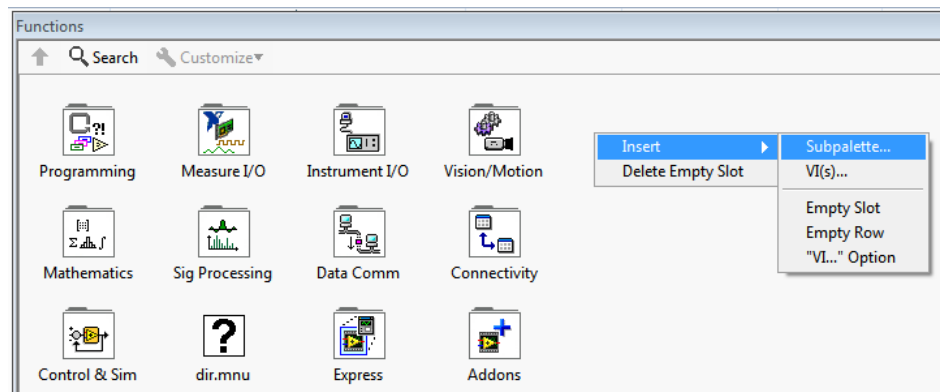 Functions
Search Customize
Programming Measure I/O Instrument I/O Vision/Motion
Insert Subpalette...
Delete Empty Slot VI(s)...
Empty Slot
Empty Row
"VI..." Option
Mathematics Sig Processing Data Comm Connectivity
Control & Sim dir.mnu Express Addons